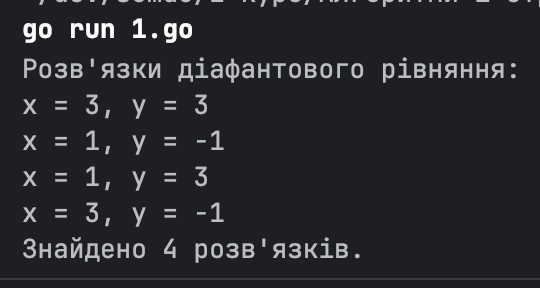 go run 1.go
Розв'язки діафантового рівняння:
x = 3, y = 3
x = 1, y = -1
x = 1, y = 3
x = 3, y = -1
Знайдено 4 розв'язків.